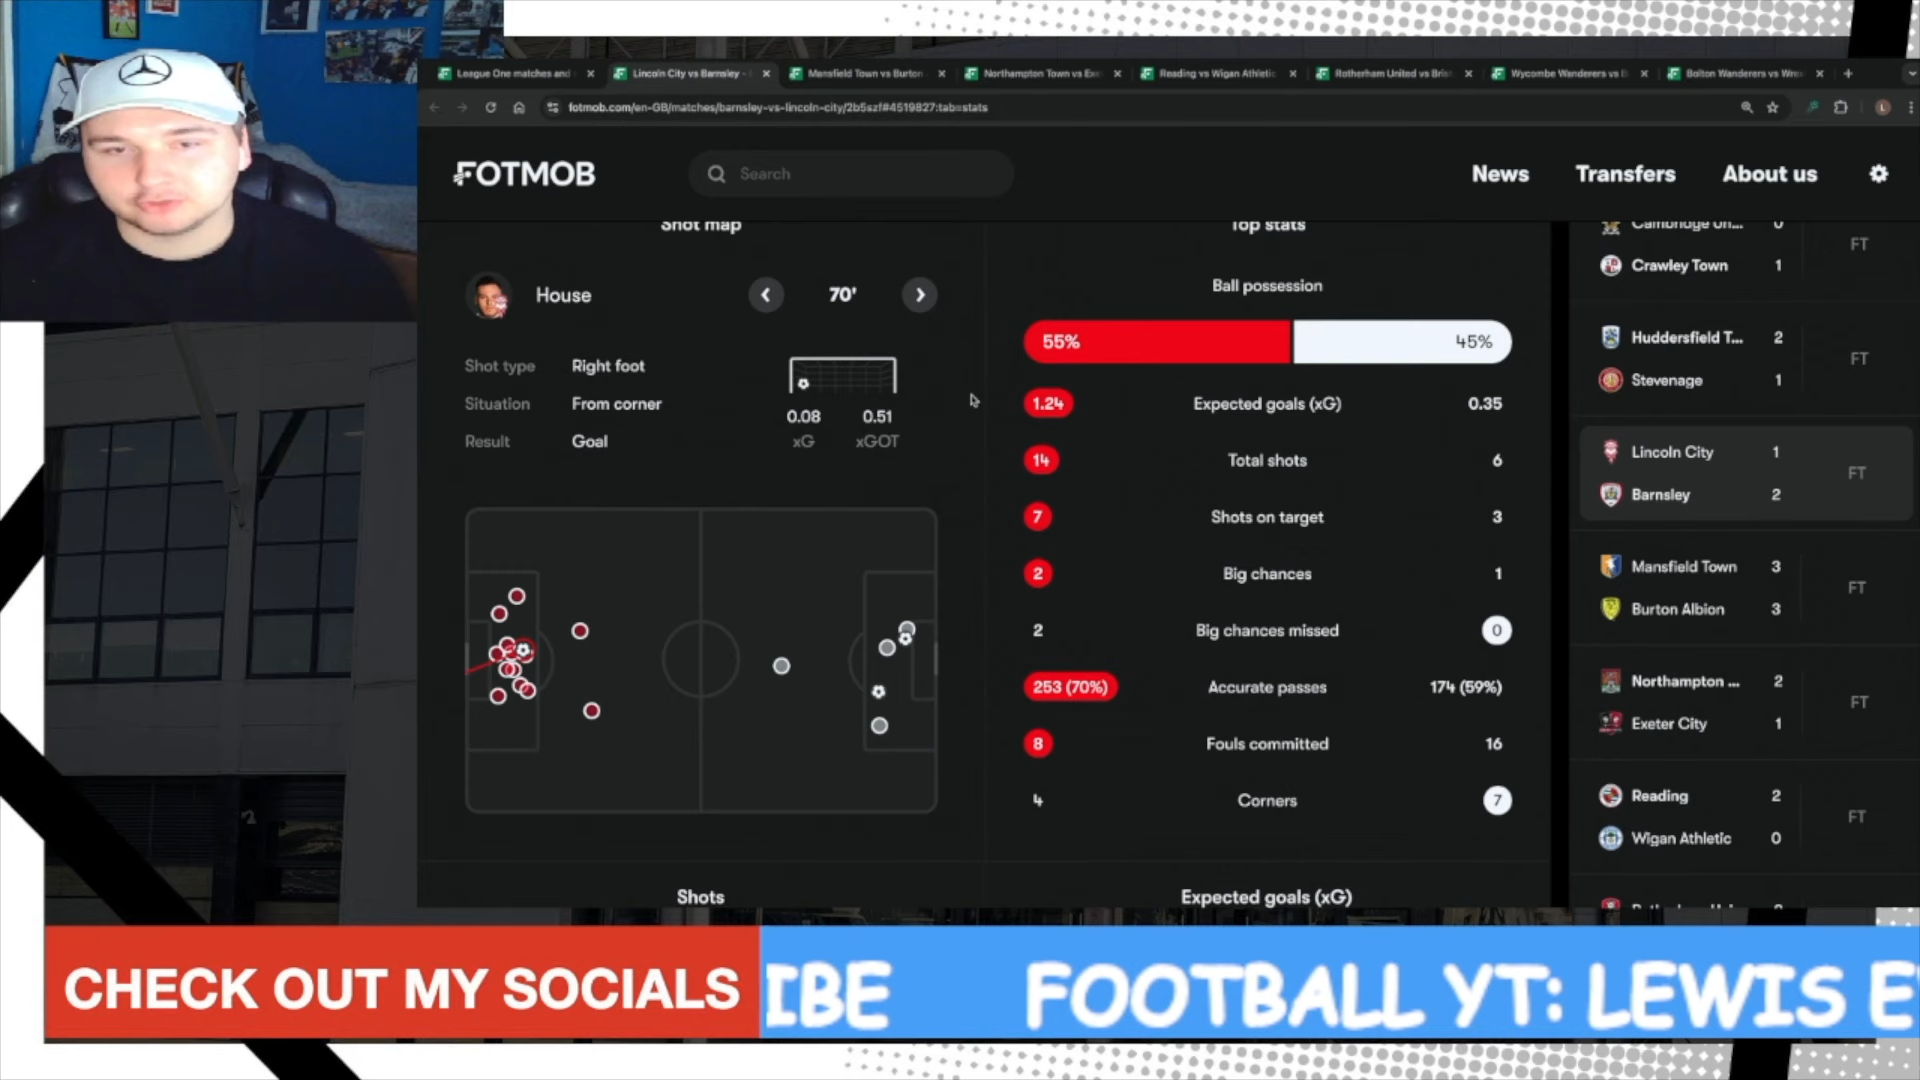 League One matches and
Lincoln City vs Barnsley -
Mansfield Town vs Burton
Northampton Town vs Exe
Reading vs Wigan Athletic
Rotherham United vs Bris
Wycombe Wanderers vs B
Bolton Wanderers vs Wre
fotmob.com/en-GB/matches/barnsley-vs-lincoln-city/2b5szf#4519827:tab=stats
L
FOTMOB
Search
News
Transfers
About us
Shot map
House
70'
Shot type
Right foot
Situation
From corner
Result
Goal
0.08
0.51
xG
xGOT
Shots
Top stats
Ball possession
55%
45%
1.24
Expected goals (xG)
0.35
14
Total shots
6
7
Shots on target
3
2
Big chances
1
2
Big chances missed
0
253 (70%)
Accurate passes
174 (59%)
8
Fouls committed
16
4
Corners
7
Expected goals (xG)
Cambridge Un...
0
FT
Crawley Town
1
Huddersfield T...
2
FT
Stevenage
1
Lincoln City
1
FT
Barnsley
2
Mansfield Town
3
FT
Burton Albion
3
Northampton ...
2
FT
Exeter City
1
Reading
2
FT
Wigan Athletic
0
CHECK OUT MY SOCIALS
IBE
FOOTBALL YT: LEWIS E